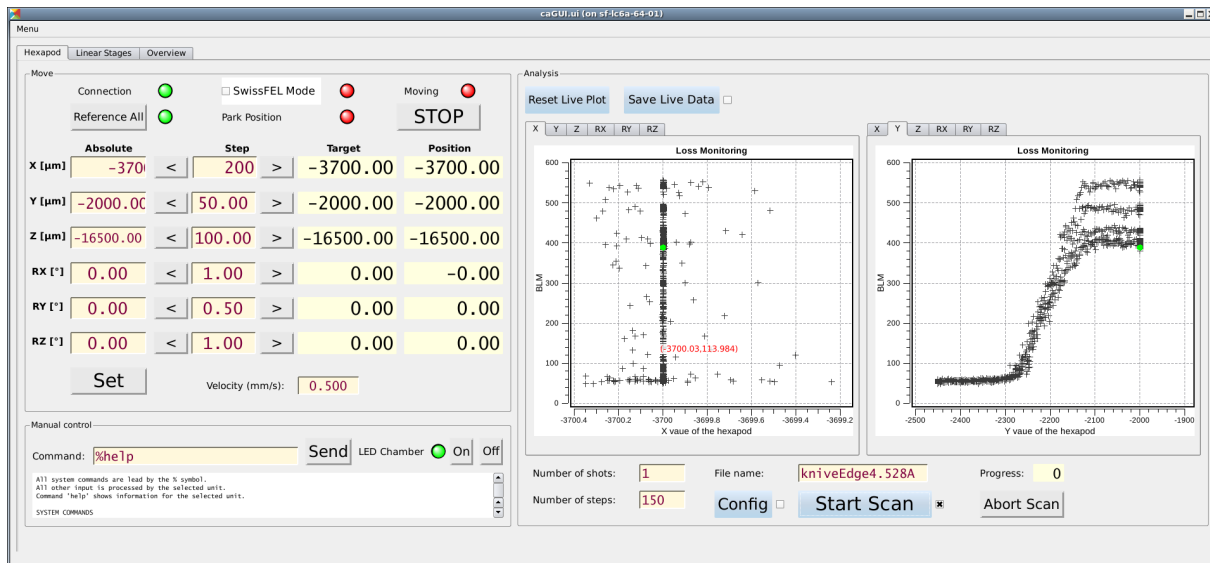 caGUI.ui (on sf-lc6a-64-01)
Menu
Hexapod Linear Stages Overview
Move
Connection SwissFEL Mode Moving
Reference All Park Position STOP
Absolute Step Target Position
X [µm] -370 < 200 > -3700.00 -3700.00
Y [µm] -2000.00 < 50.00 > -2000.00 -2000.00
Z [µm] -16500.00 < 100.00 > -16500.00 -16500.00
RX [°] 0.00 < 1.00 > 0.00 -0.00
RY [°] 0.00 < 0.50 > 0.00 0.00
RZ [°] 0.00 < 1.00 > 0.00 0.00
Set Velocity (mm/s): 0.500
Manual control
Command: %help Send LED Chamber On Off
All system commands are lead by the % symbol.
All other input is processed by the selected unit.
Command 'help' shows information for the selected unit.
SYSTEM COMMANDS
Analysis
Reset Live Plot Save Live Data
X Y Z RX RY RZ
Loss Monitoring
600
500
400
300
200
100
0
BLM
(-3700.03,113.984)
-3700.4 -3700.2 -3700 -3699.8 -3699.6 -3699.4 -3699.2
X vaue of the hexapod
X Y Z RX RY RZ
Loss Monitoring
600
500
400
300
200
100
0
BLM
-2500 -2400 -2300 -2200 -2100 -2000 -1900
Y vaue of the hexapod
Number of shots: 1 File name: kniveEdge4.528A Progress: 0
Number of steps: 150 Config Start Scan Abort Scan